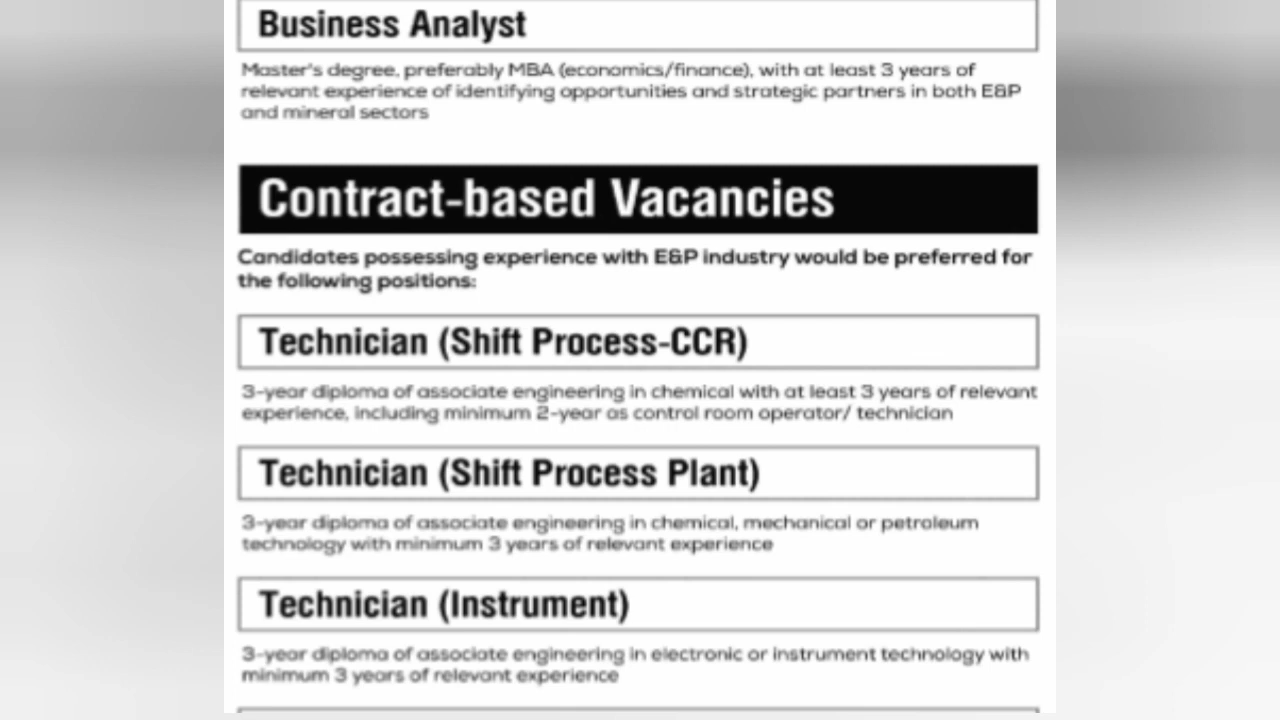 Business Analyst
Master's degree, preferably MBA (economics/finance), with at least 3 years of
relevant experience of identifying opportunities and strategic partners in both E&P
and mineral sectors
Contract-based Vacancies
Candidates possessing experience with E&P industry would be preferred for
the following positions:
Technician (Shift Process-CCR)
3-year diploma of associate engineering in chemical with at least 3 years of relevant
experience, including minimum 2-year as control room operator/ technician
Technician (Shift Process Plant)
3-year diploma of associate engineering in chemical, mechanical or petroleum
technology with minimum 3 years of relevant experience
Technician (Instrument)
3-year diploma of associate engineering in electronic or instrument technology with
minimum 3 years of relevant experience